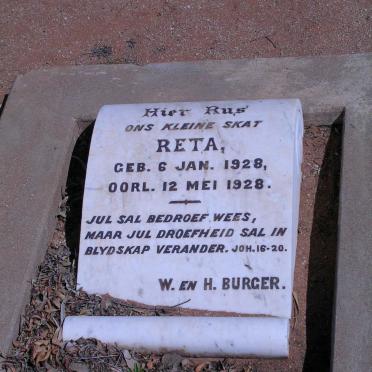 Hier Rus
ONS KLEINE SKAT
RETA,
GEB. 6 JAN. 1928,
OORL. 12 MEI 1928.
JUL SAL BEDROEF WEES,
MAAR JUL DROEFHEID SAL IN
BLYDSKAP VERANDER. JOH. 16-20.
W. EN H. BURGER.